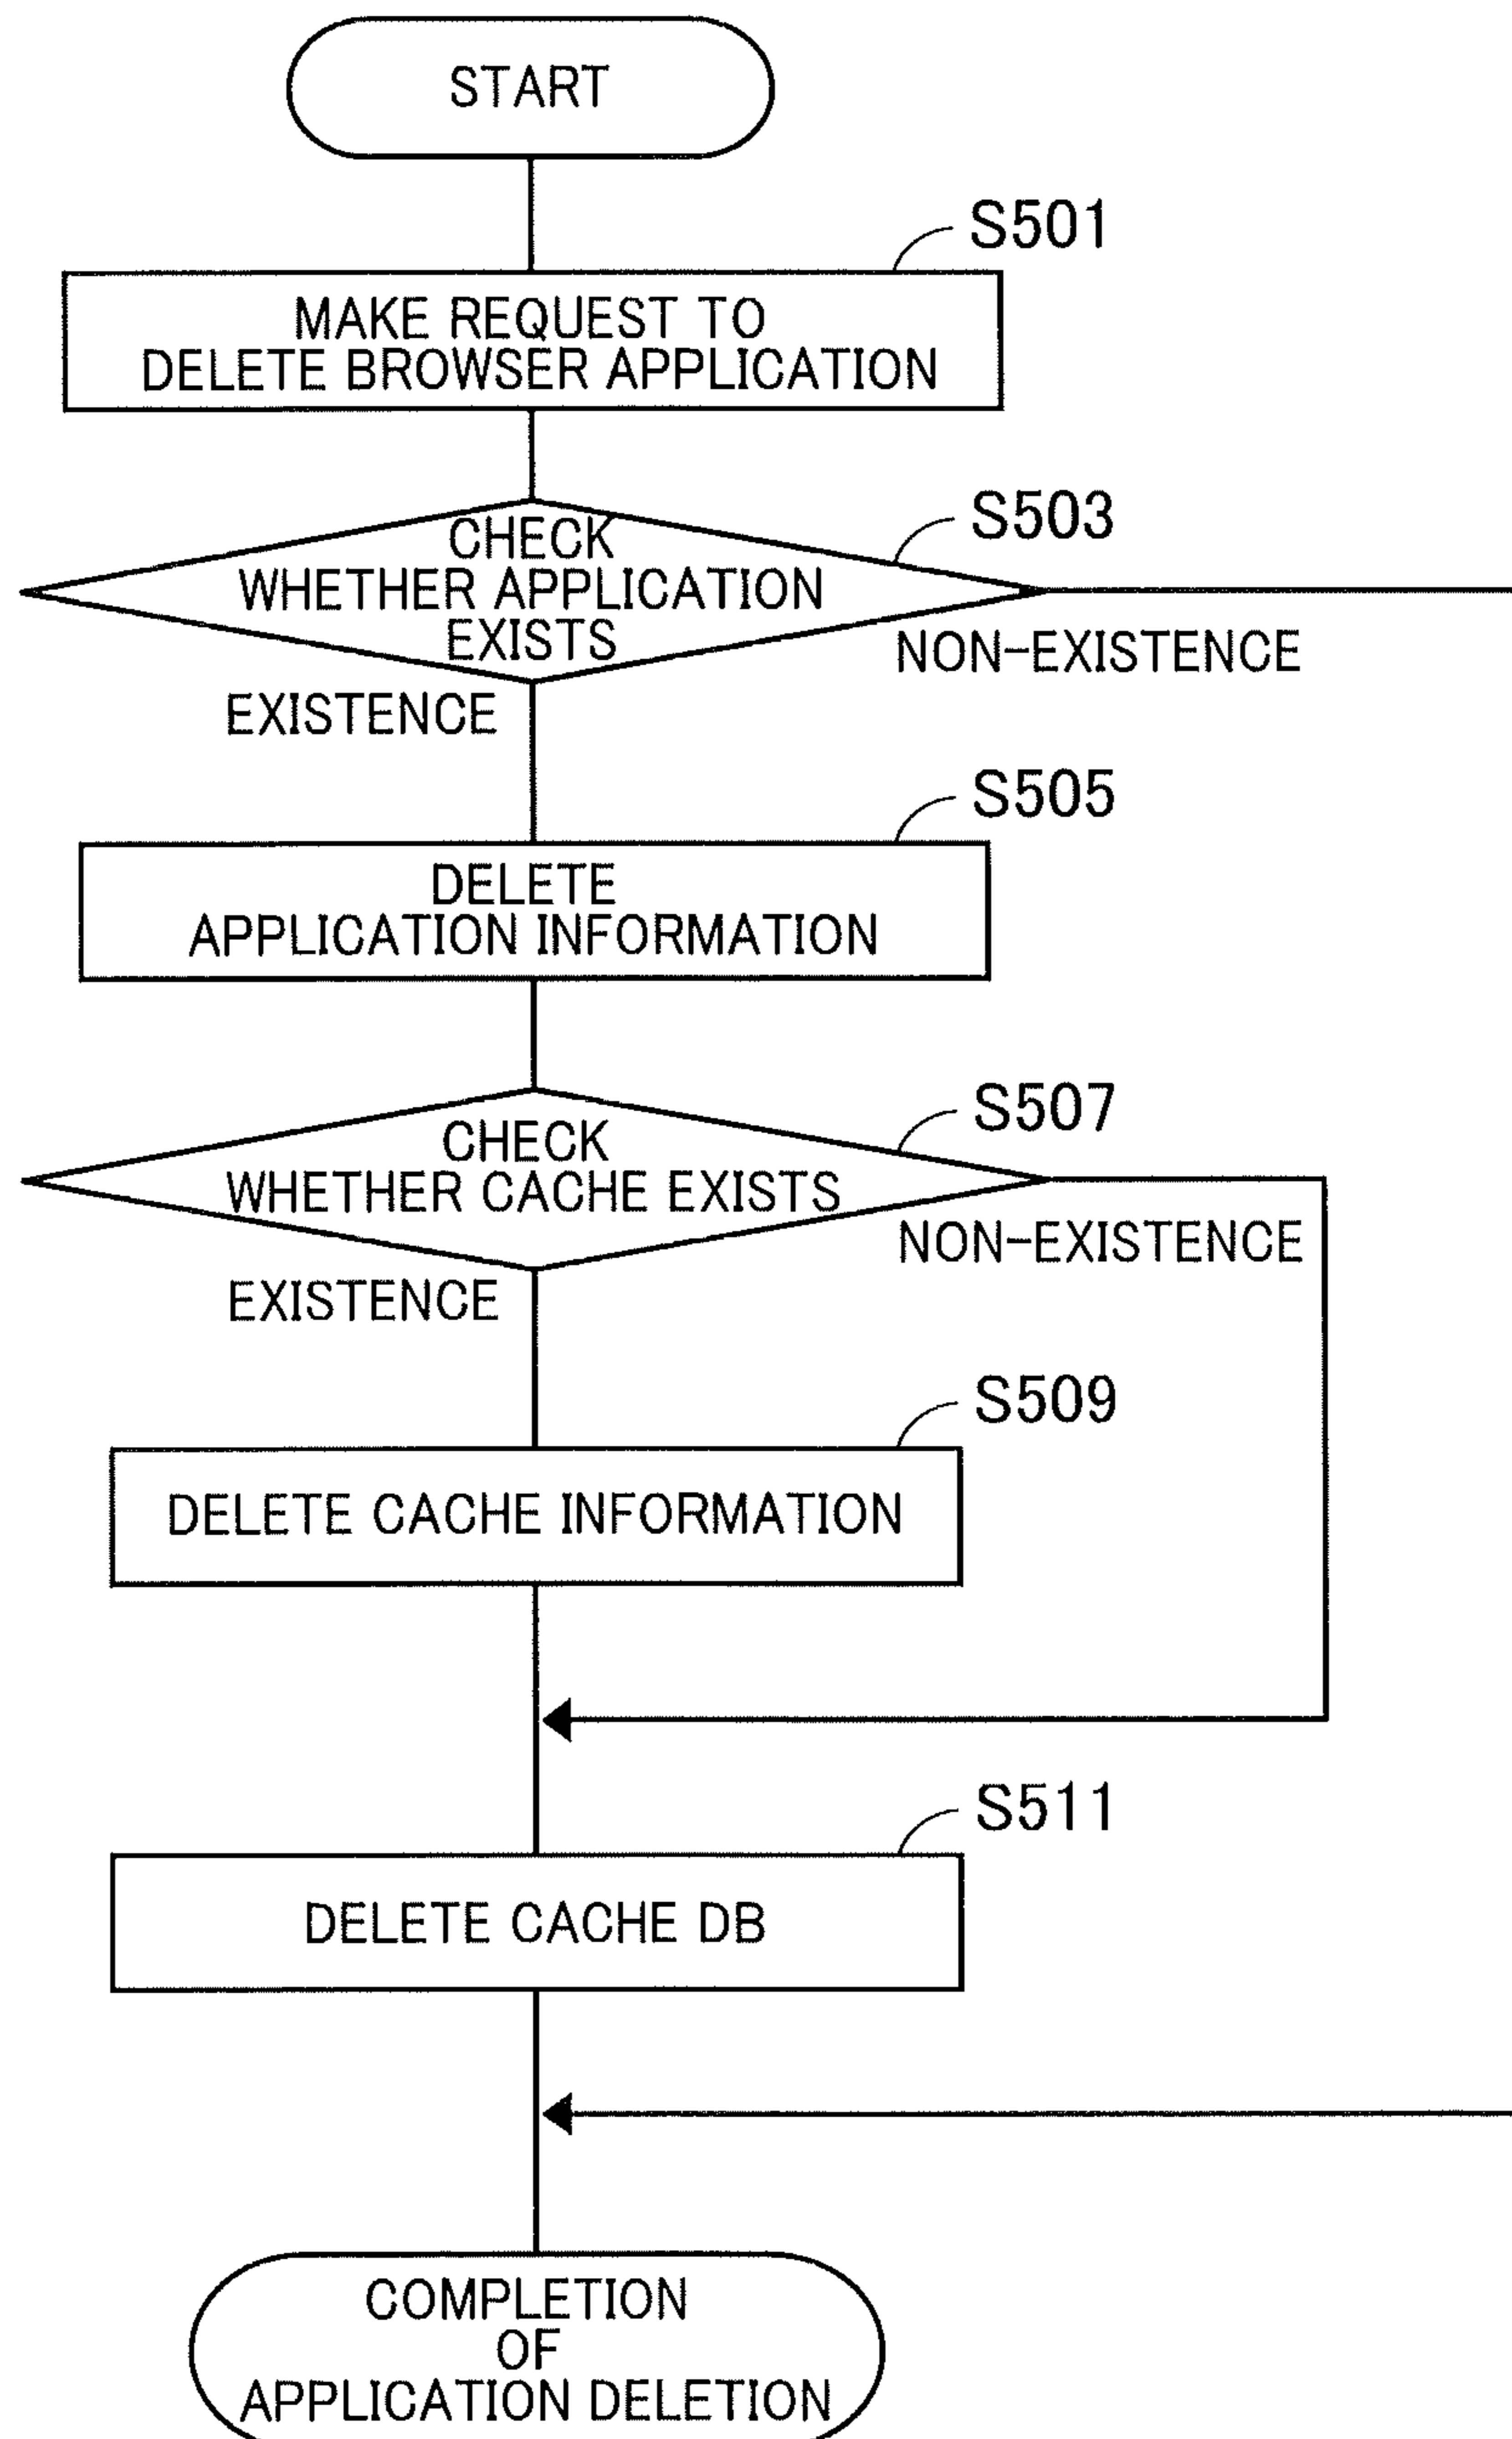 START
S501
MAKE REQUEST TO
DELETE BROWSER APPLICATION
S503
CHECK
WHETHER APPLICATION
EXISTS
NON-EXISTENCE
EXISTENCE
S505
DELETE
APPLICATION INFORMATION
S507
CHECK
WHETHER CACHE EXISTS
NON-EXISTENCE
EXISTENCE
S509
DELETE CACHE INFORMATION
S511
DELETE CACHE DB
COMPLETION
OF
APPLICATION DELETION